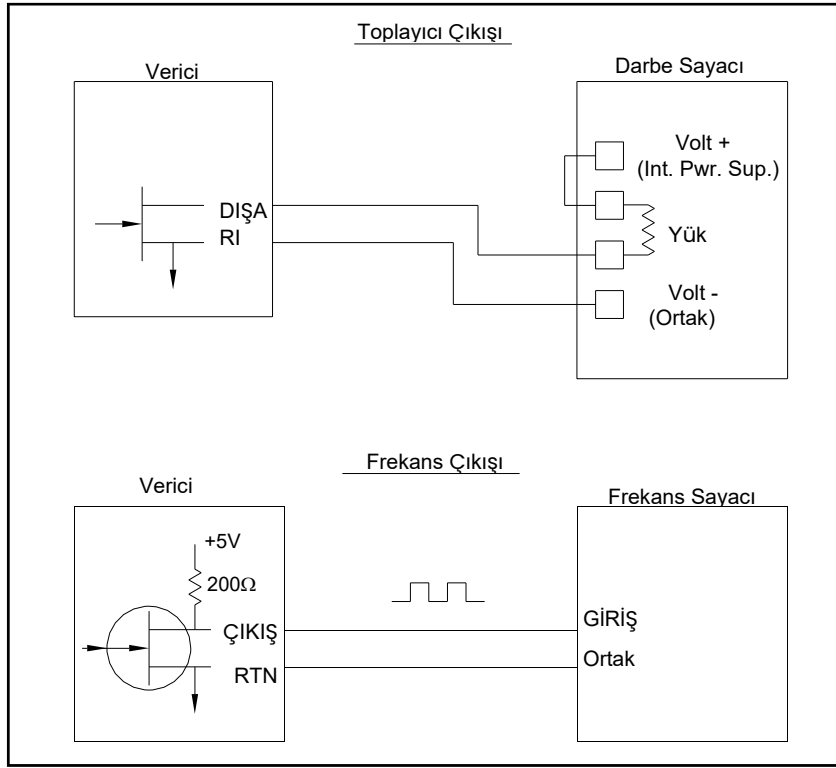 Toplayıcı Çıkışı
Verici
Darbe Sayacı
Volt +
(Int. Pwr. Sup.)
DIŞA
RI
Yük
Volt -
(Ortak)
Frekans Çıkışı
Verici
Frekans Sayacı
+5V
200Ω
ÇIKIŞ
RTN
GİRİŞ
Ortak